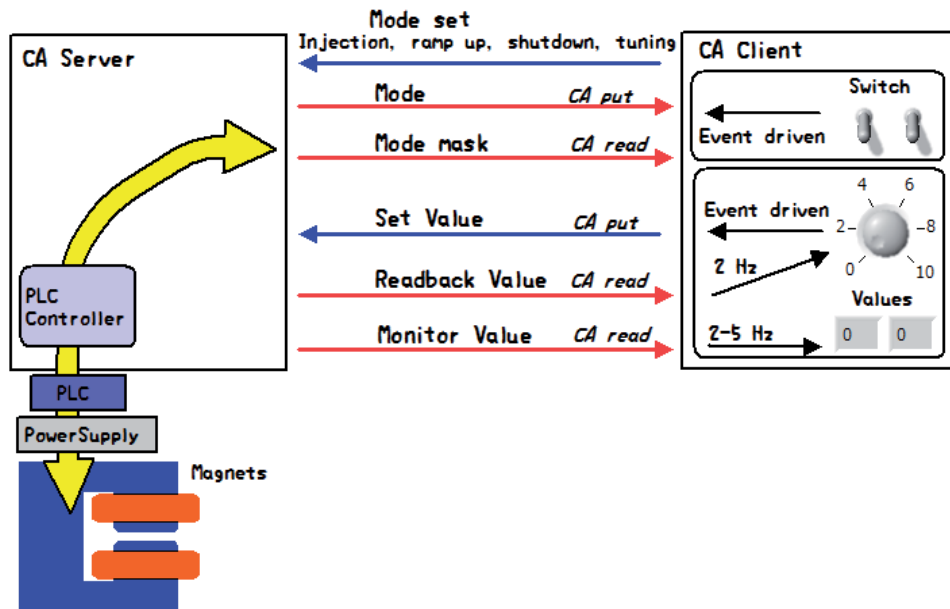 Mode set
Injection, ramp up, shutdown, tuning
CA Server
CA Client
Mode CA put
Switch
Event driven
Mode mask CA read
Set Value CA put
Event driven
4 6
2 8
0 10
2 Hz
Readback Value CA read
PLC
Controller
Values
Monitor Value CA read
2-5 Hz
0 0
PLC
PowerSupply
Magnets